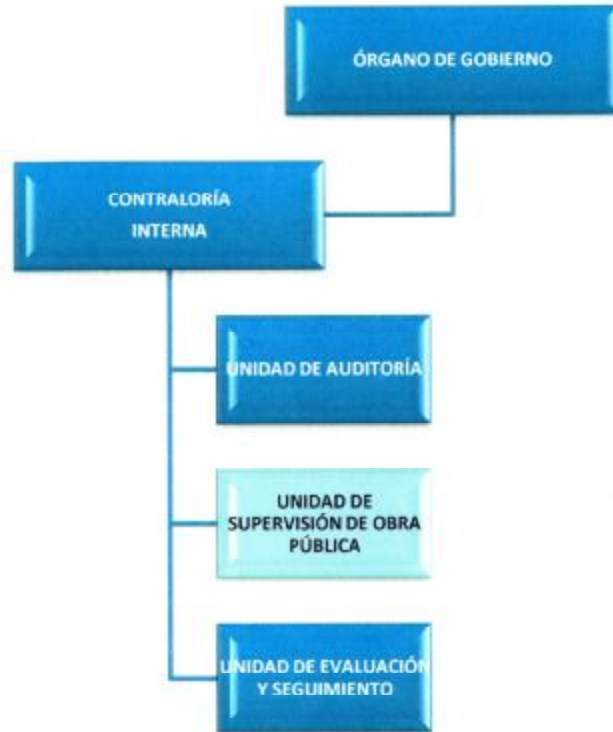 ÓRGANO DE GOBIERNO
CONTRALORÍA
INTERNA
UNIDAD DE AUDITORÍA
UNIDAD DE
SUPERVISIÓN DE OBRA
PÚBLICA
UNIDAD DE EVALUACIÓN
Y SEGUIMIENTO